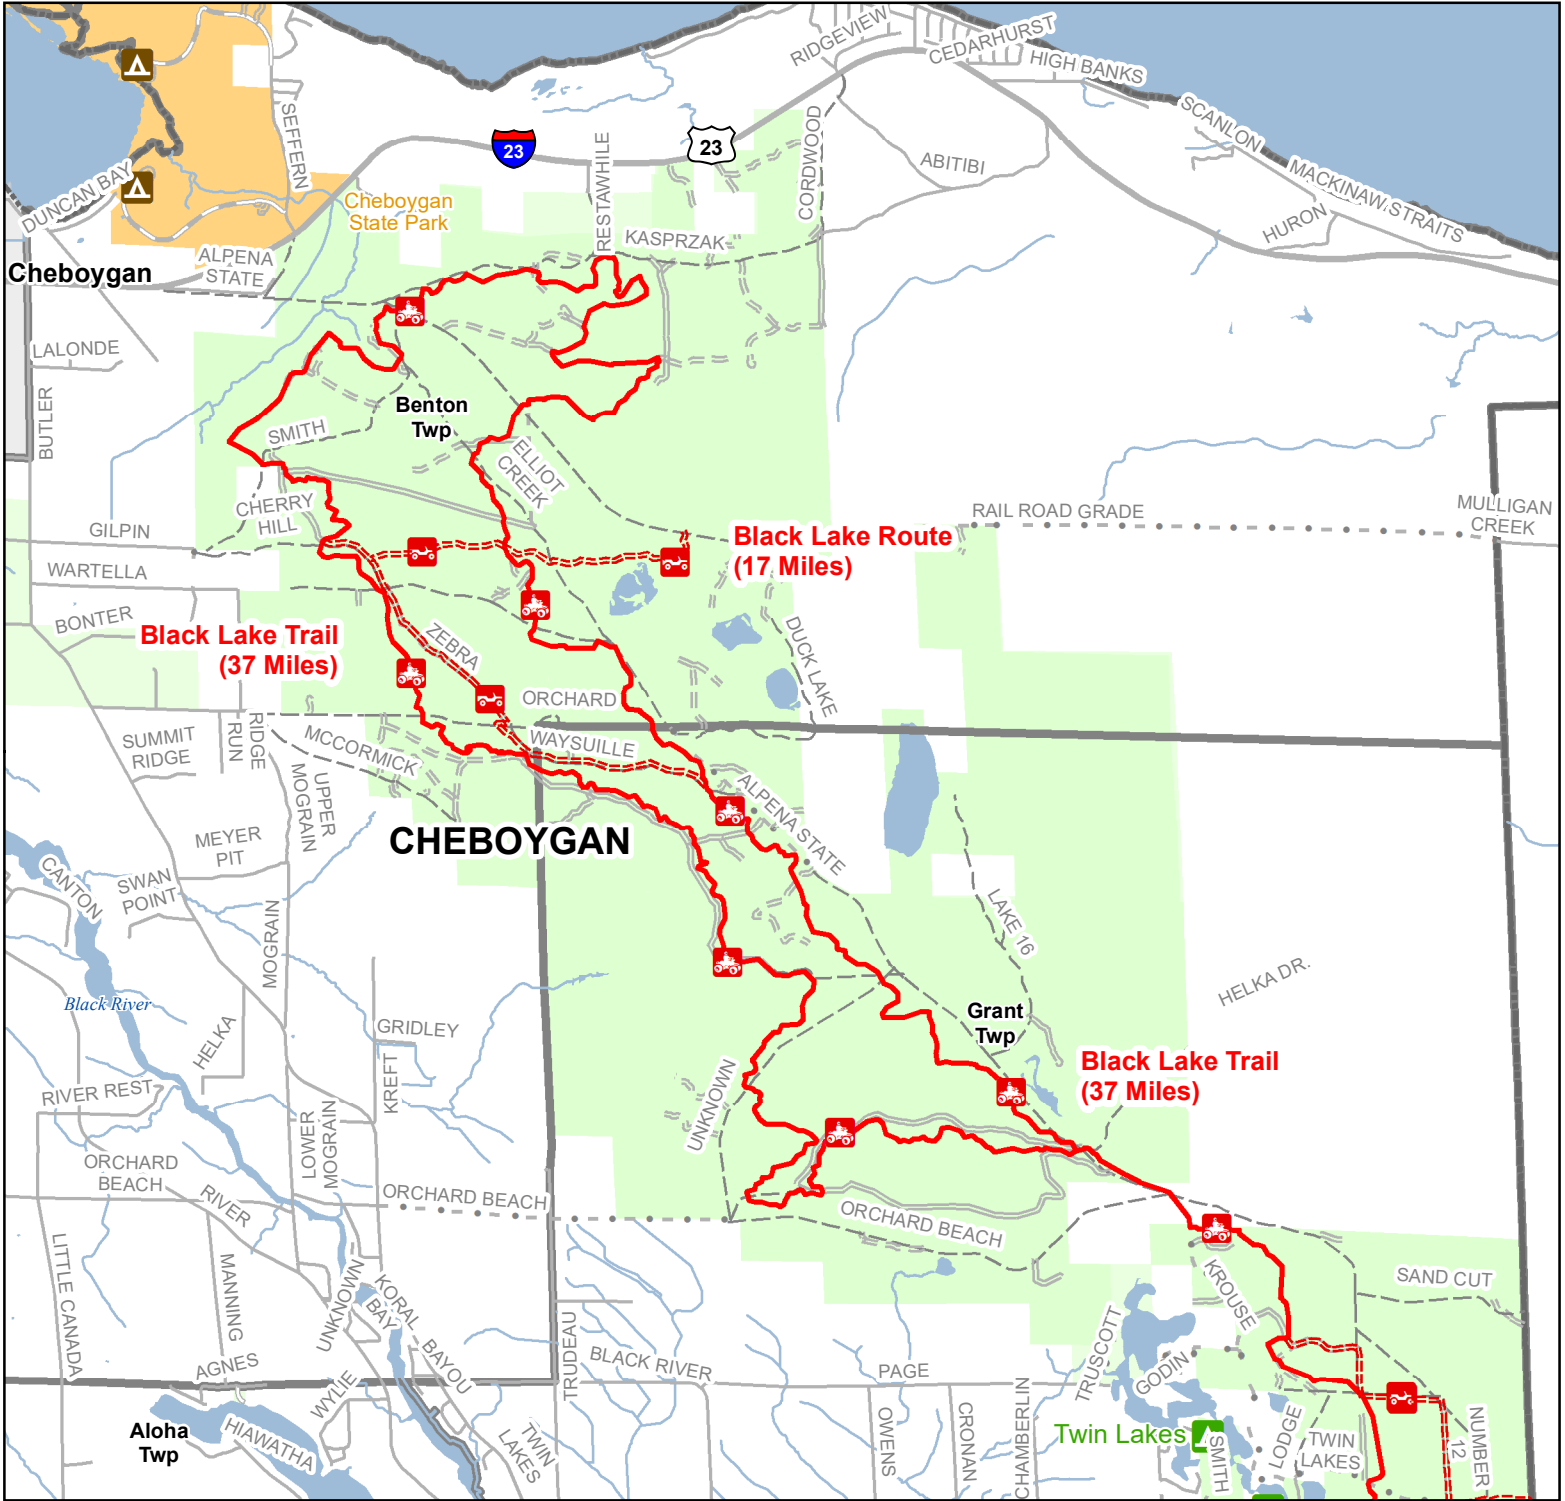 RIDGEVIEW
CEDARHURST
HIGH BANKS
SCANLON
MACKINAW STRAITS
HURON
ABITIBI
CORDWOOD
23
23
RESTAWHILE
KASPRZAK
SEFFERN
DUNCAN BAY
Cheboygan
State Park
ALPENA
STATE
Cheboygan
LALONDE
BUTLER
Benton
Twp
SMITH
ELLIOT
CREEK
CHERRY
HILL
GILPIN
WARTELLA
BONTER
RAIL ROAD GRADE
MULLIGAN
CREEK
Black Lake Route
(17 Miles)
Black Lake Trail
(37 Miles)
ZEBRA
DUCK LAKE
ORCHARD
WAYSUILLE
SUMMIT
RIDGE
RIDGE
RUN
MCCORMICK
UPPER
MOGRAIN
ALPENA STATE
CHEBOYGAN
MEYER
PIT
SWAN
POINT
CANTON
MOGRAIN
LAKE 16
HELKA DR.
Black River
HELKA
GRIDLEY
KREFT
Grant
Twp
Black Lake Trail
(37 Miles)
UNKNOWN
RIVER REST
LOWER
MOGRAIN
ORCHARD
BEACH
RIVER
ORCHARD BEACH
ORCHARD BEACH
LITTLE CANADA
MANNING
UNKNOWN
KORAL
BAY
BAYOU
KROUSE
SAND CUT
TRUDEAU
BLACK RIVER
PAGE
TRUSCOTT
GODIN
AGNES
WYLIE
Aloha
Twp
HIAWATHA
TWIN
LAKES
OWENS
CRONAN
CHAMBERLIN
Twin Lakes
SMITH
LODGE
TWIN
LAKES
NUMBER
12